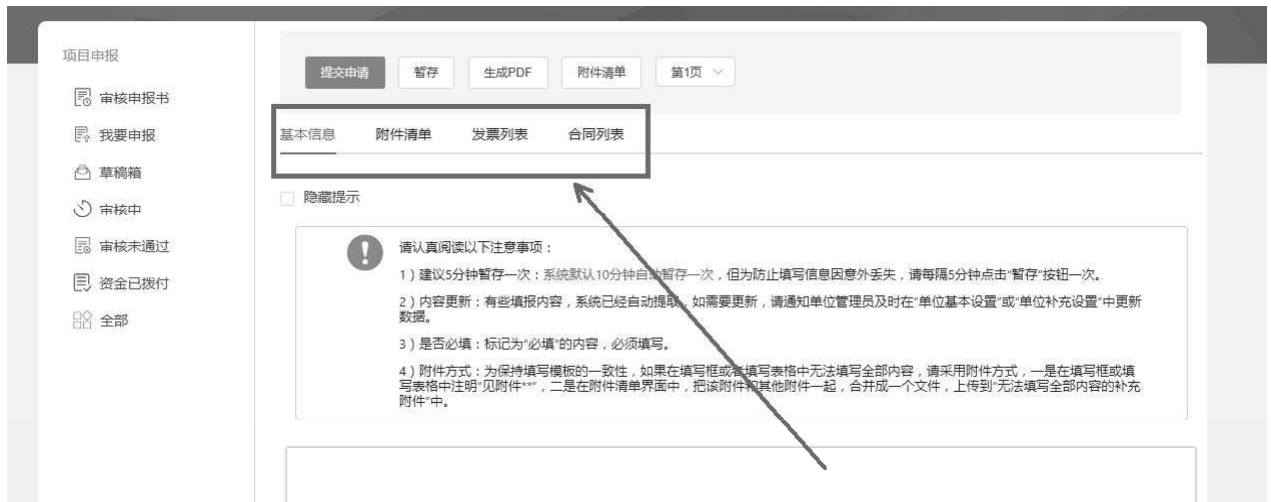 项目申报
审核申报书
我要申报
草稿箱
审核中
审核未通过
资金已拨付
全部
提交申请 暂存 生成PDF 附件清单 第1页
基本信息 附件清单 发票列表 合同列表
隐藏提示
请认真阅读以下注意事项：
1）建议5分钟暂存一次：系统默认10分钟自动暂存一次，但为防止填写信息因意外丢失，请每隔5分钟点击"暂存"按钮一次。
2）内容更新：有些填报内容，系统已经自动提取，如需要更新，请通知单位管理员及时在"单位基本设置"或"单位补充设置"中更新
数据。
3）是否必填：标记为"必填"的内容，必须填写。
4）附件方式：为保持填写模板的一致性，如果在填写框或者填写表格中无法填写全部内容，请采用附件方式，一是在填写框或填
写表格中注明"见附件**"，二是在附件清单界面中，把该附件和其他附件一起，合并成一个文件，上传到"无法填写全部内容的补充
附件"中。